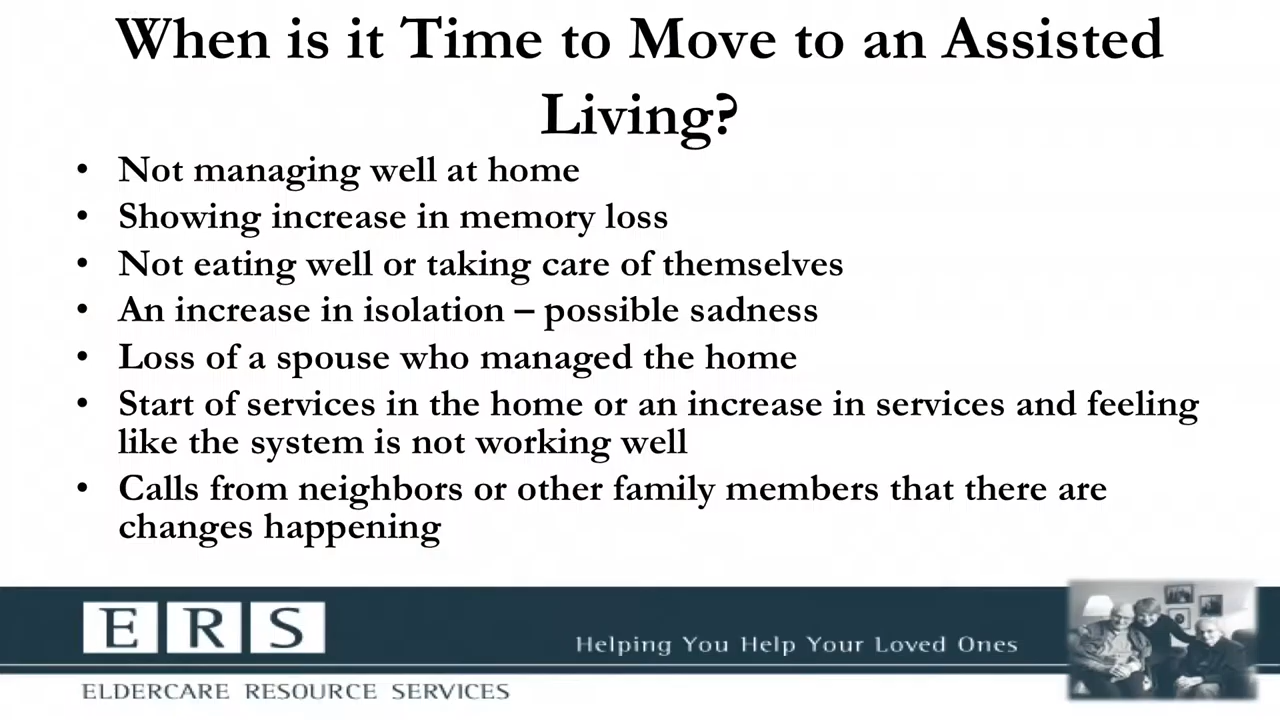 When is it Time to Move to an Assisted
Living?
• Not managing well at home
• Showing increase in memory loss
• Not eating well or taking care of themselves
• An increase in isolation – possible sadness
• Loss of a spouse who managed the home
• Start of services in the home or an increase in services and feeling
like the system is not working well
• Calls from neighbors or other family members that there are
changes happening
ERS
Helping You Help Your Loved Ones
ELDERCARE RESOURCE SERVICES